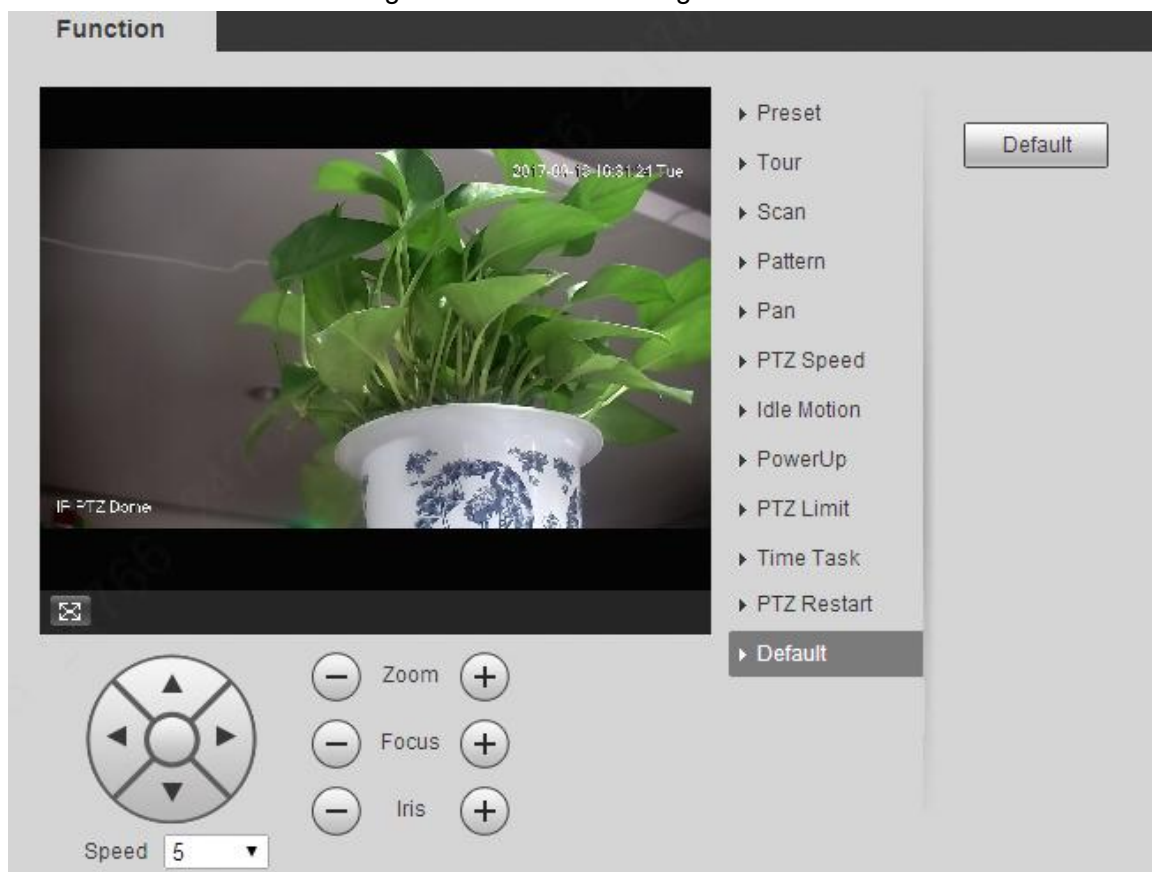 Function
Preset
Tour
Scan
Pattern
Pan
PTZ Speed
Idle Motion
PowerUp
PTZ Limit
Time Task
PTZ Restart
Default
Default
IP PTZ Dome
Zoom
Focus
Iris
Speed 5